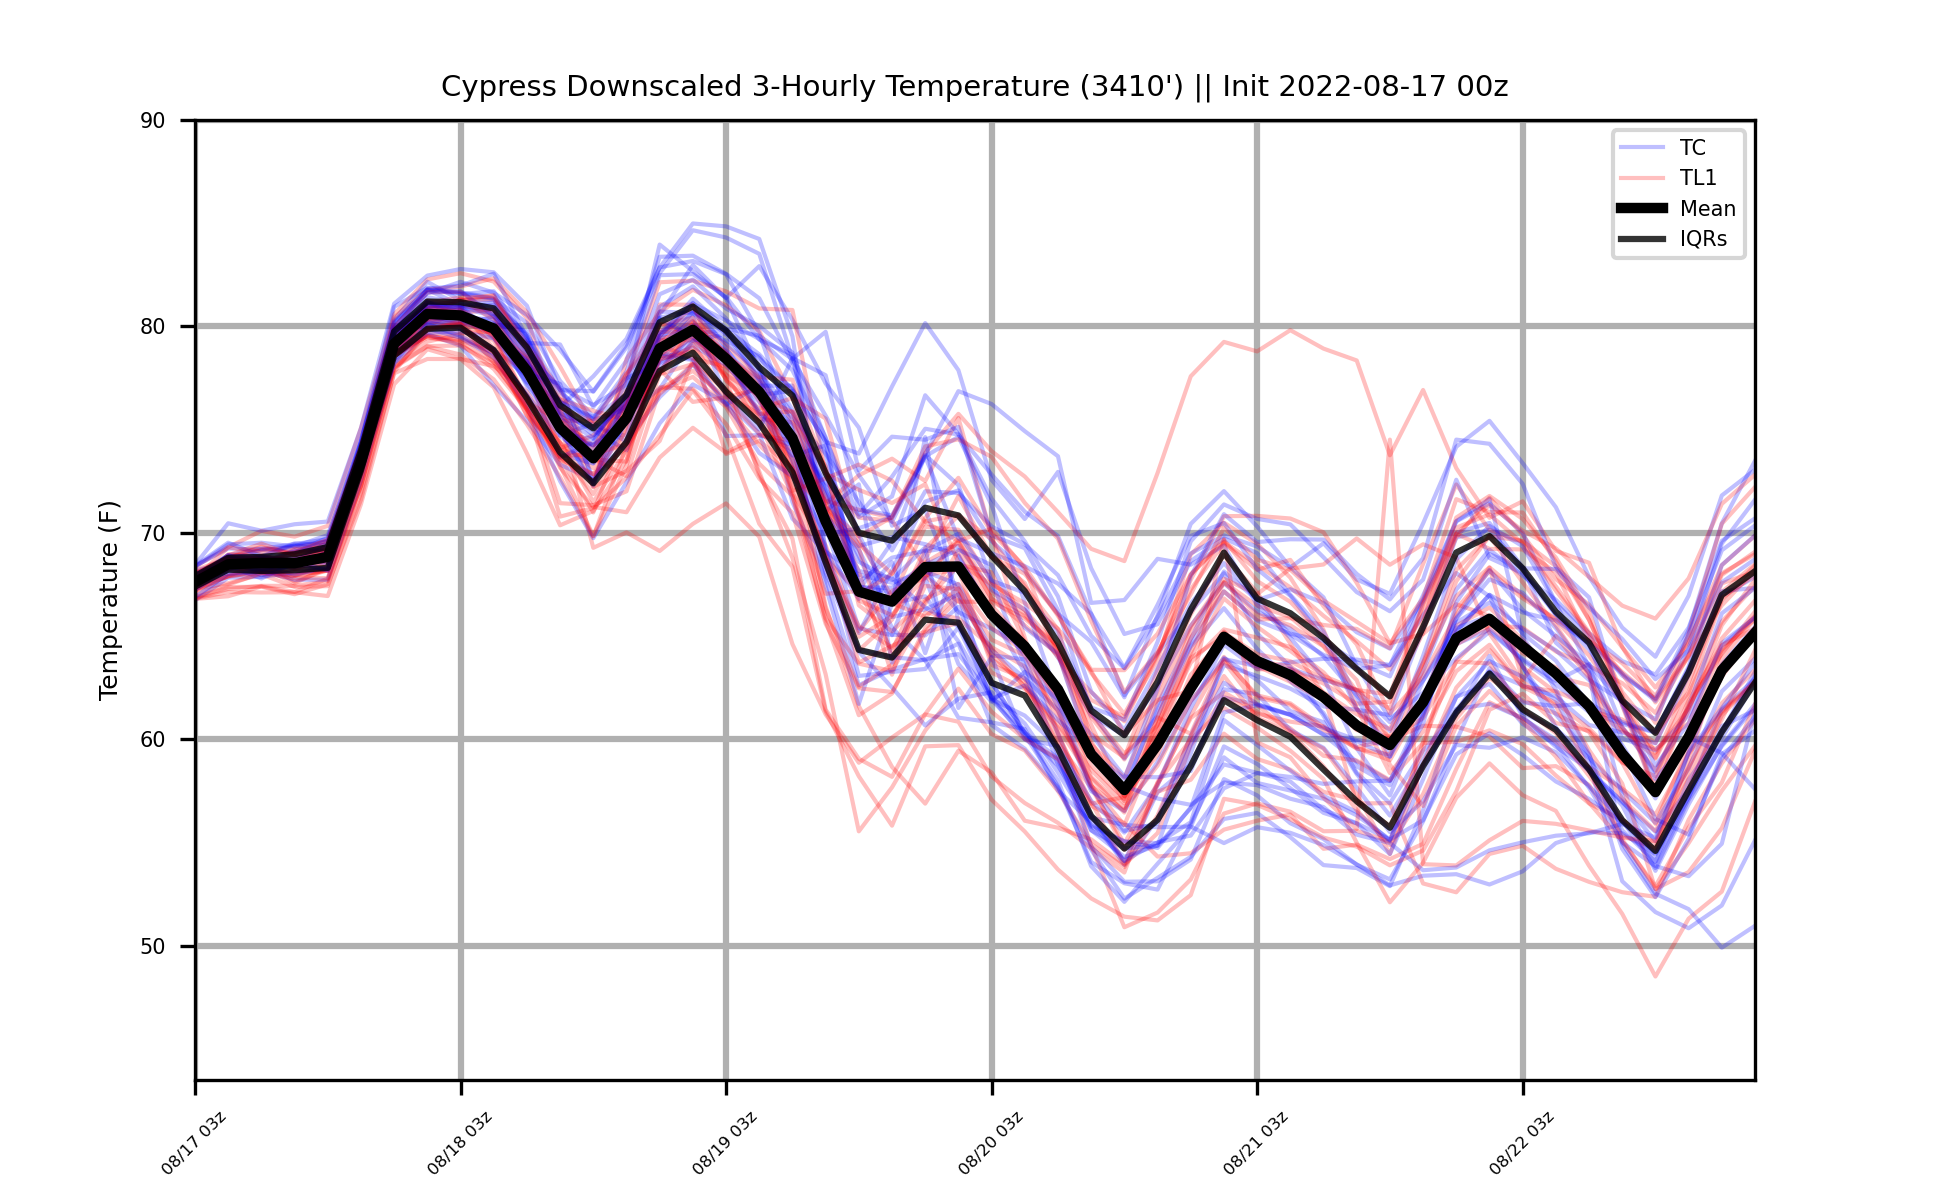 Cypress Downscaled 3-Hourly Temperature (3410') || Init 2022-08-17 00z
TC
TL1
Mean
IQRs
Temperature (F)
90
80
70
60
50
08/17 03z
08/18 03z
08/19 03z
08/20 03z
08/21 03z
08/22 03z